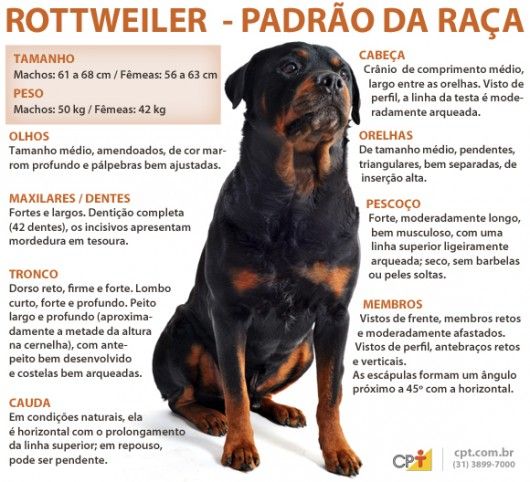 ROTTWEILER - PADRÃO DA RAÇA
TAMANHO
Machos: 61 a 68 cm / Fêmeas: 56 a 63 cm
PESO
Machos: 50 kg / Fêmeas: 42 kg
OLHOS
Tamanho médio, amendoados, de cor mar-
rom profundo e pálpebras bem ajustadas.
MAXILARES / DENTES
Fortes e largos. Dentição completa
(42 dentes), os incisivos apresentam
mordedura em tesoura.
TRONCO
Dorso reto, firme e forte. Lombo
curto, forte e profundo. Peito
largo e profundo (aproxima-
damente a metade da altura
na cernelha), com ante-
peito bem desenvolvido
e costelas bem arqueadas.
CAUDA
Em condições naturais, ela
é horizontal com o prolongamento
da linha superior; em repouso,
pode ser pendente.
CABEÇA
Crânio de comprimento médio,
largo entre as orelhas. Visto de
perfil, a linha da testa é mode-
radamente arqueada.
ORELHAS
De tamanho médio, pendentes,
triangulares, bem separadas, de
inserção alta.
PESCOÇO
Forte, moderadamente longo,
bem musculoso, com uma
linha superior ligeiramente
arqueada; seco, sem barbelas
ou peles soltas.
MEMBROS
Vistos de frente, membros retos
e moderadamente afastados.
Vistos de perfil, antebraços retos
e verticais.
As escápulas formam um ângulo
próximo a 45º com a horizontal.
CPT
cpt.com.br
(31) 3899-7000